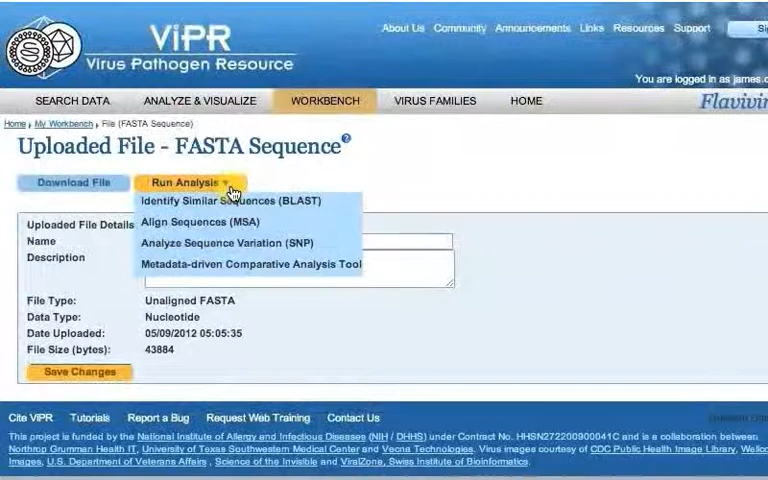 ViPR
Virus Pathogen Resource
About Us Community Announcements Links Resources Support
You are logged in as james.c
SEARCH DATA ANALYZE & VISUALIZE WORKBENCH VIRUS FAMILIES HOME
Home My Workbench File (FASTA Sequence)
Uploaded File - FASTA Sequence?
Download File Run Analysis
Identify Similar Sequences (BLAST)
Align Sequences (MSA)
Analyze Sequence Variation (SNP)
Metadata-driven Comparative Analysis Tool
Uploaded File Details
Name
Description
File Type: Unaligned FASTA
Data Type: Nucleotide
Date Uploaded: 05/09/2012 05:05:35
File Size (bytes): 43884
Save Changes
Cite ViPR Tutorials Report a Bug Request Web Training Contact Us
This project is funded by the National Institute of Allergy and Infectious Diseases (NIH / DHHS) under Contract No. HHSN272200900041C and is a collaboration between
Northrop Grumman Health IT, University of Texas Southwestern Medical Center and Vecna Technologies. Virus images courtesy of CDC Public Health Image Library, Wellco
Images, U.S. Department of Veterans Affairs , Science of the Invisible and ViralZone, Swiss Institute of Bioinformatics.